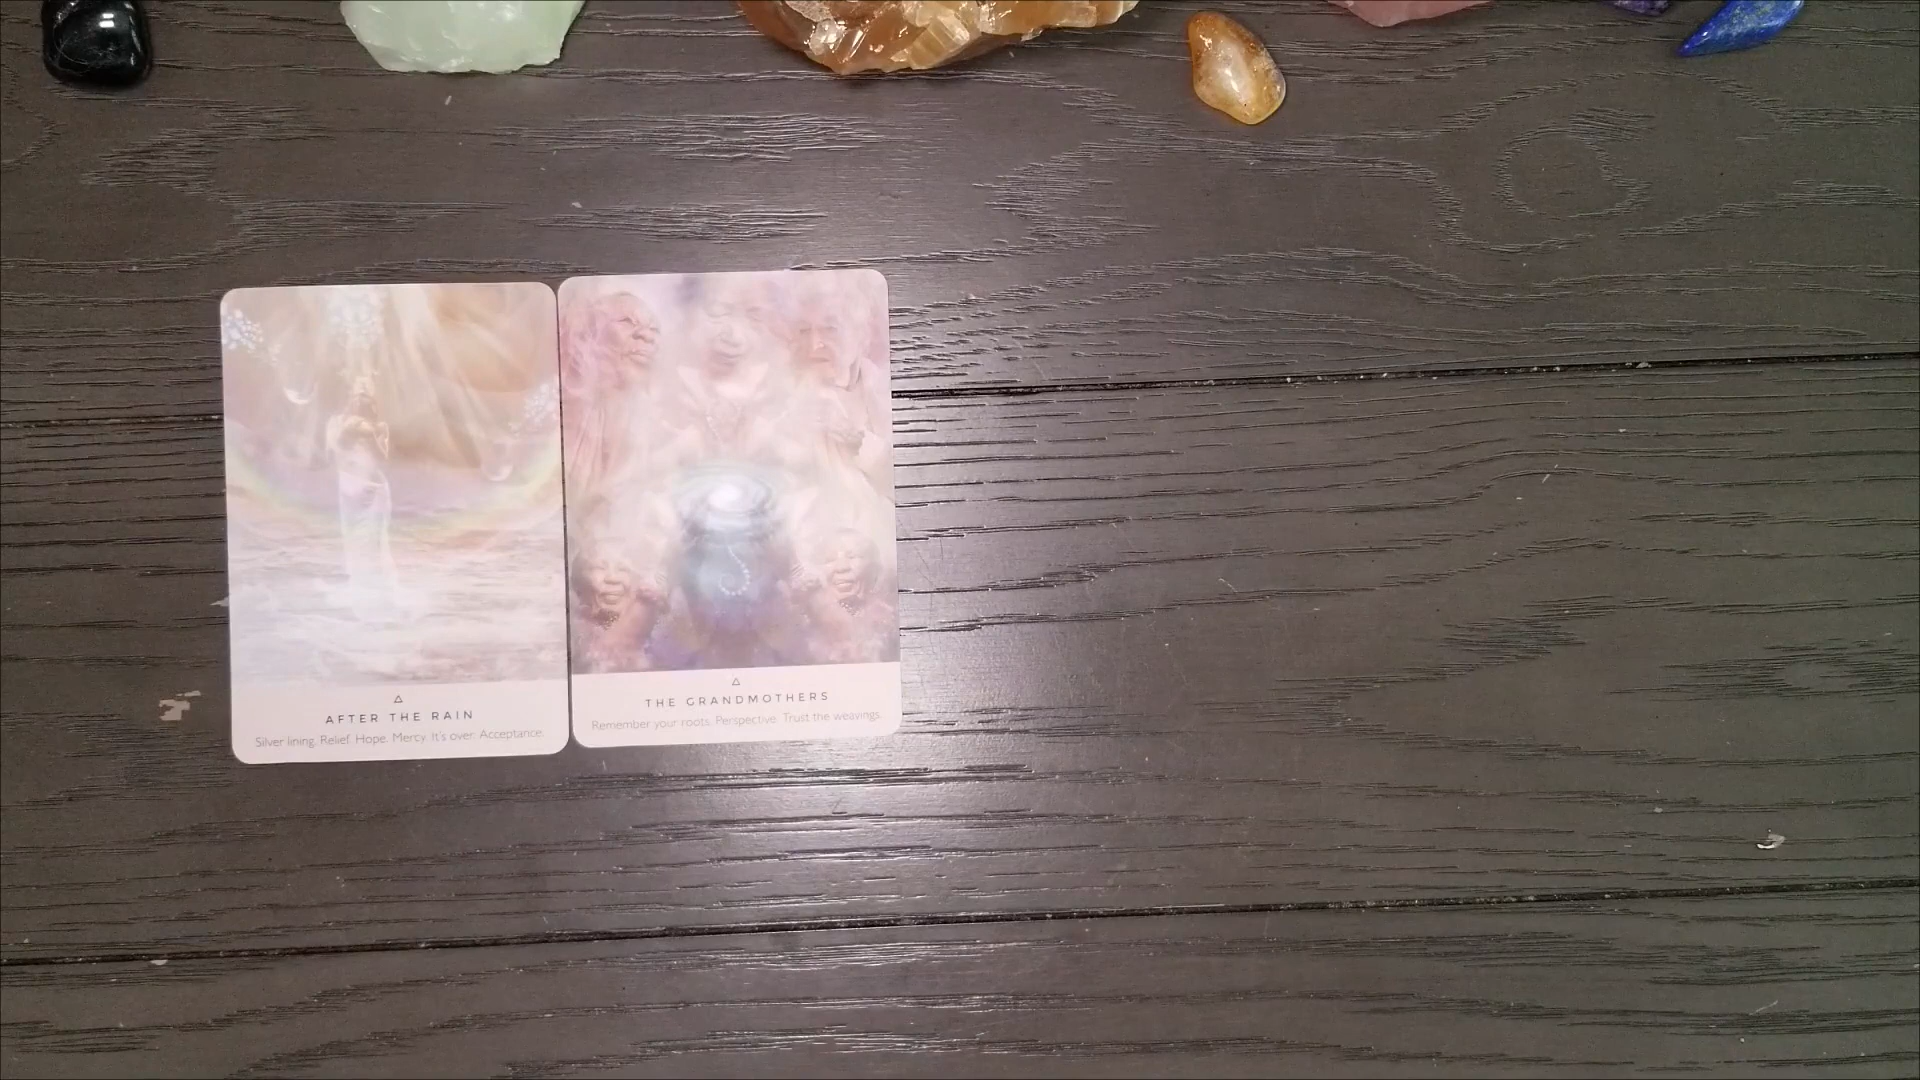 AFTER THE RAIN
Silver lining. Relief. Hope. Mercy. It's over. Acceptance.
THE GRANDMOTHERS
Remember your roots. Perspective. Trust the weavings.